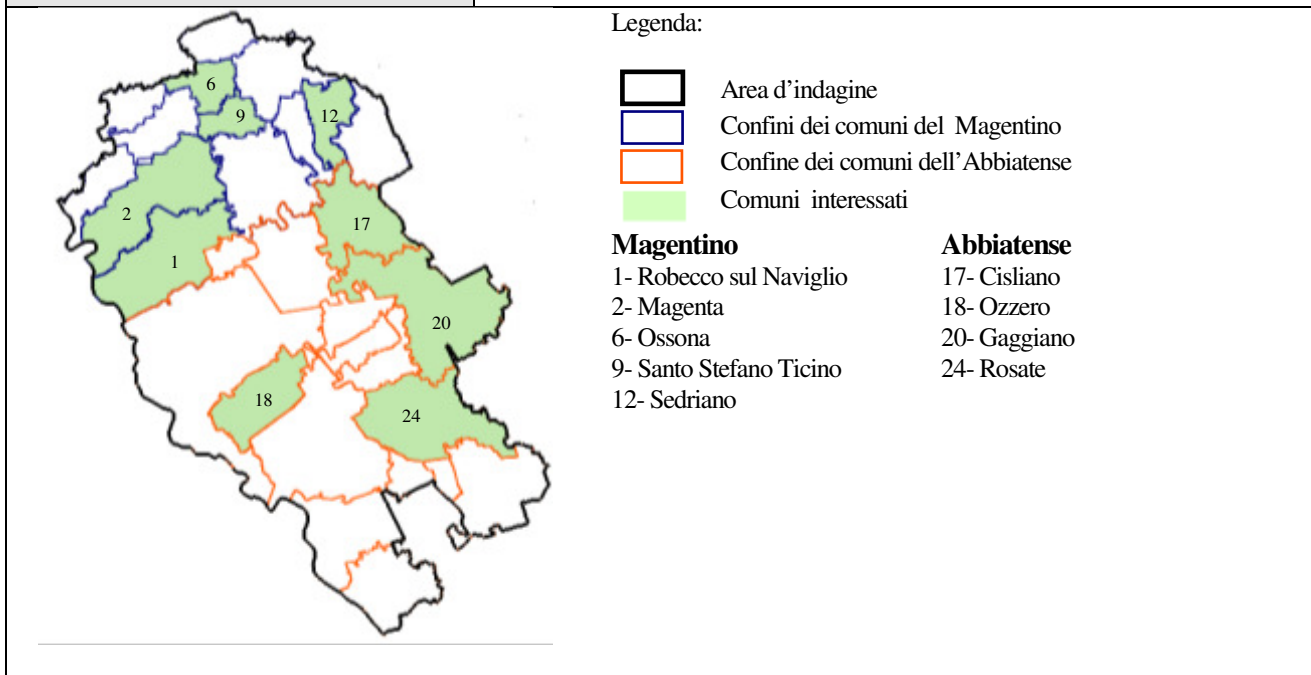 Legenda:
Area d'indagine
Confini dei comuni del Magentino
Confine dei comuni dell'Abbiatense
Comuni interessati
Magentino
1- Robecco sul Naviglio
2- Magenta
6- Ossona
9- Santo Stefano Ticino
12- Sedriano
Abbiatense
17- Cisliano
18- Ozzero
20- Gaggiano
24- Rosate
6
9
12
2
17
1
20
18
24